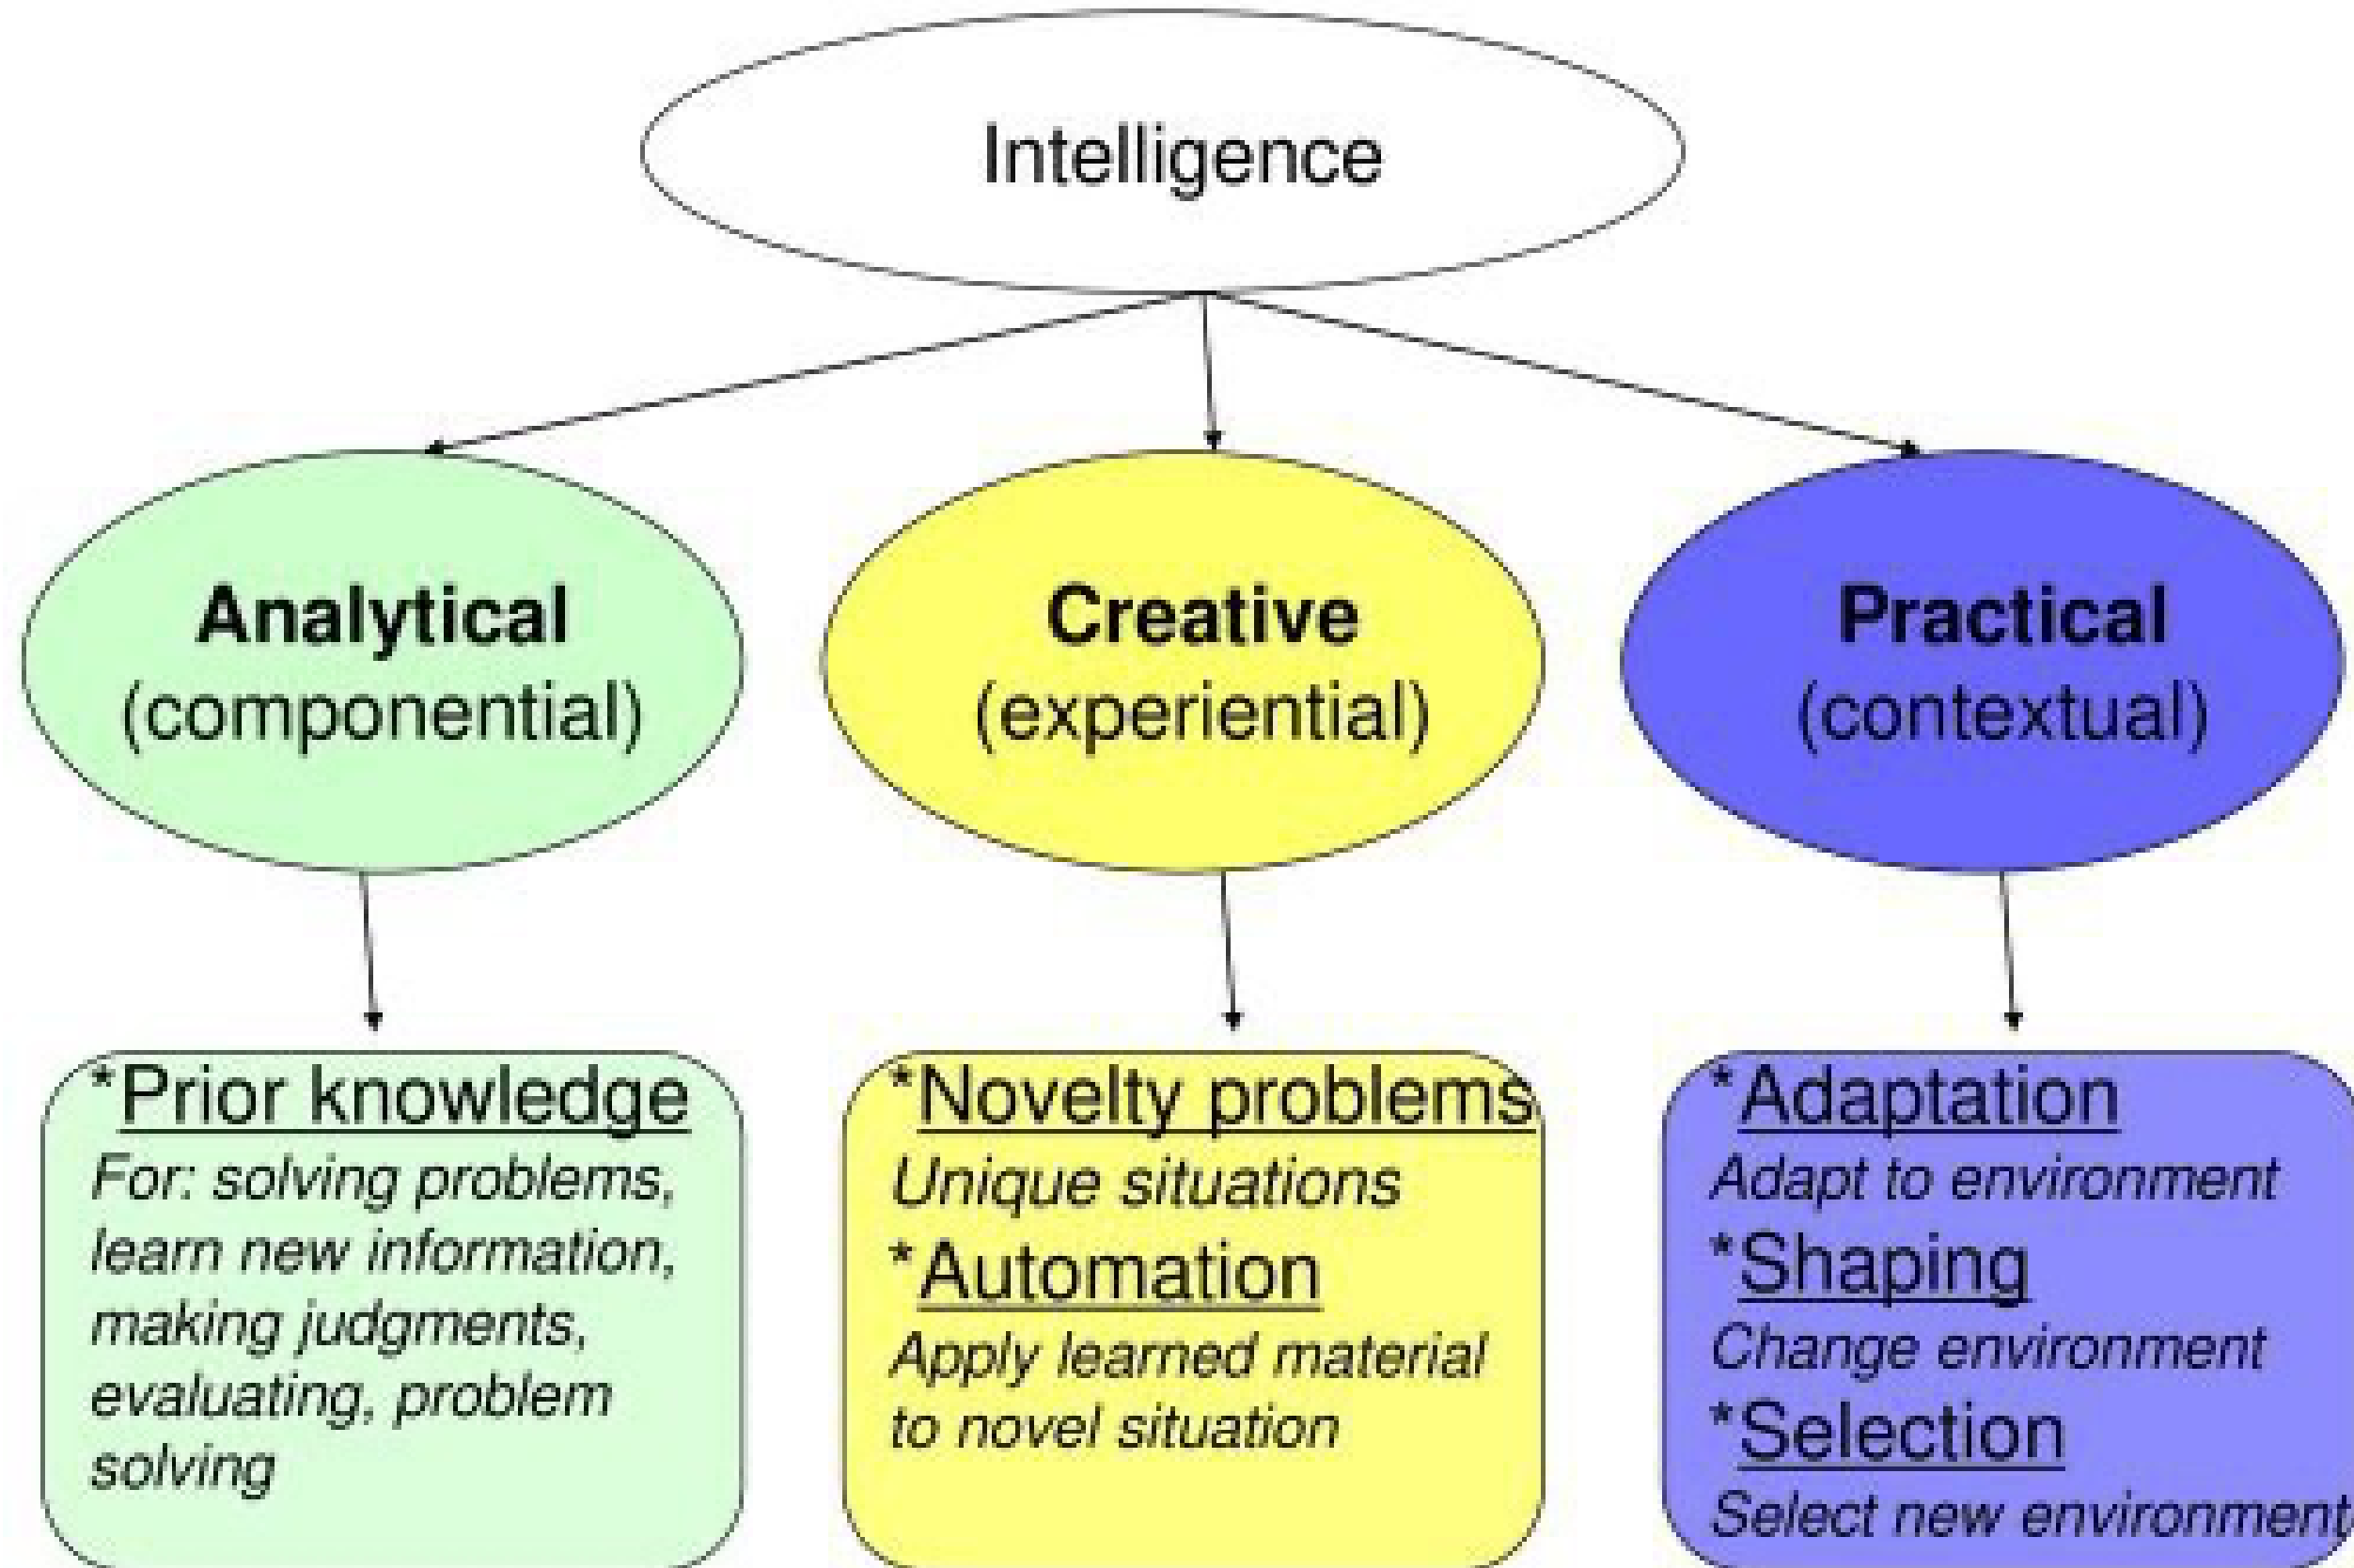 Intelligence
Analytical
(componential)
Creative
(experiential)
Practical
(contextual)
*Prior knowledge
For: solving problems,
learn new information,
making judgments,
evaluating, problem
solving
*Novelty problems
Unique situations
*Automation
Apply learned material
to novel situation
*Adaptation
Adapt to environment
*Shaping
Change environment
*Selection
Select new environment